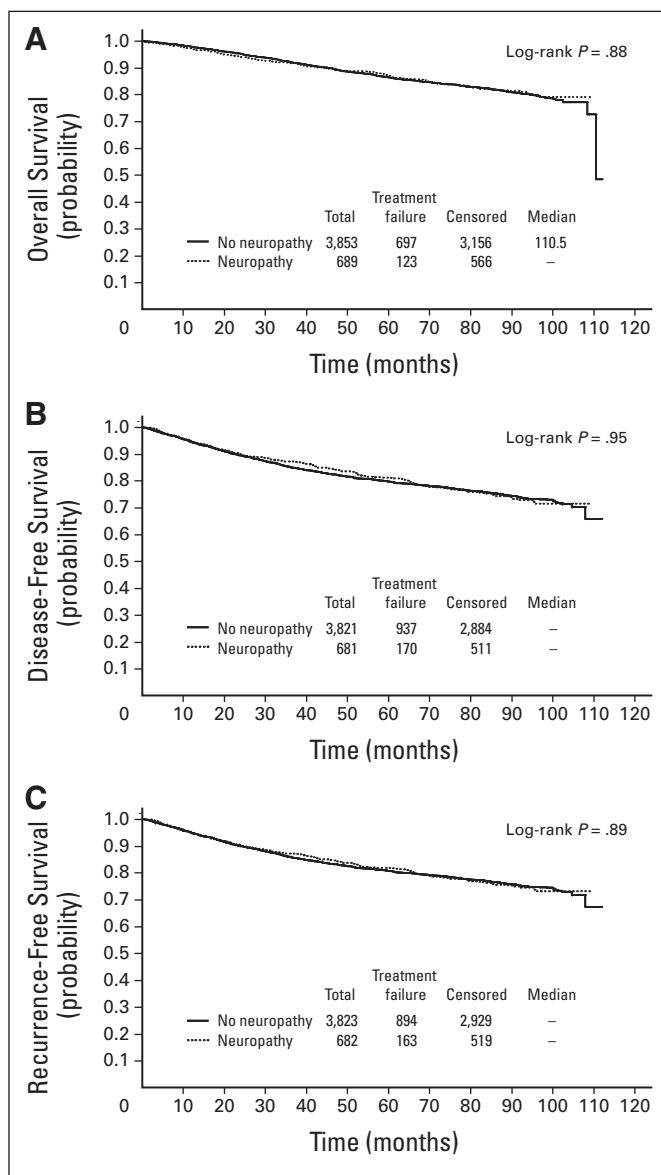 A
Log-rank P = .88
Overall Survival
(probability)
1.0
0.9
0.8
0.7
0.6
0.5
0.4
0.3
0.2
0.1
Treatment
Total failure Censored Median
No neuropathy 3,853 697 3,156 110.5
Neuropathy 689 123 566 –
0 10 20 30 40 50 60 70 80 90 100 110 120
Time (months)
B
Log-rank P = .95
Disease-Free Survival
(probability)
1.0
0.9
0.8
0.7
0.6
0.5
0.4
0.3
0.2
0.1
Treatment
Total failure Censored Median
No neuropathy 3,821 937 2,884 –
Neuropathy 681 170 511 –
0 10 20 30 40 50 60 70 80 90 100 110 120
Time (months)
C
Log-rank P = .89
Recurrence-Free Survival
(probability)
1.0
0.9
0.8
0.7
0.6
0.5
0.4
0.3
0.2
0.1
Treatment
Total failure Censored Median
No neuropathy 3,823 894 2,929 –
Neuropathy 682 163 519 –
0 10 20 30 40 50 60 70 80 90 100 110 120
Time (months)